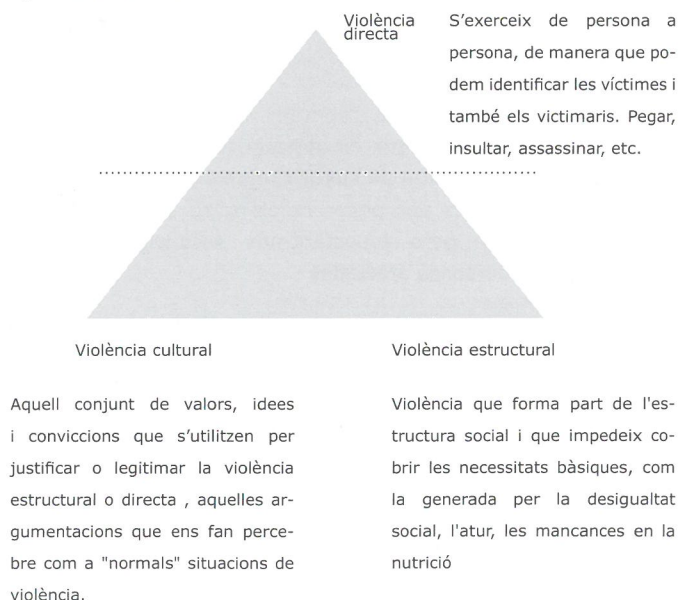 Violència
directa
S'exerceix de persona a
persona, de manera que po-
dem identificar les víctimes i
també els victimaris. Pegar,
insultar, assassinar, etc.
Violència cultural
Aquell conjunt de valors, idees
i conviccions que s'utilitzen per
justificar o legitimar la violència
estructural o directa , aquelles ar-
gumentacions que ens fan perce-
bre com a "normals" situacions de
violència.
Violència estructural
Violència que forma part de l'es-
tructura social i que impedeix co-
brir les necessitats bàsiques, com
la generada per la desigualtat
social, l'atur, les mancances en la
nutrició